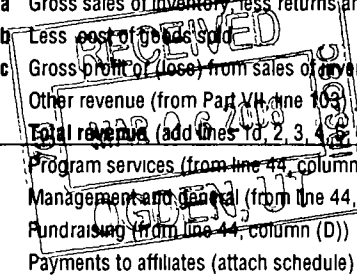 a Gross sales of inventory, less returns an
b Less cost of goods sold
c Gross profit or (loss) from sales of inve
Other revenue (from Part VII, line 103)
Total revenue (add lines 1d, 2, 3, 4, 5
Program services (from line 44, column
Management and general (from line 44,
Fundraising (from line 44, column (D))
Payments to affiliates (attach schedule)
RECEIVED
OGDEN, UT